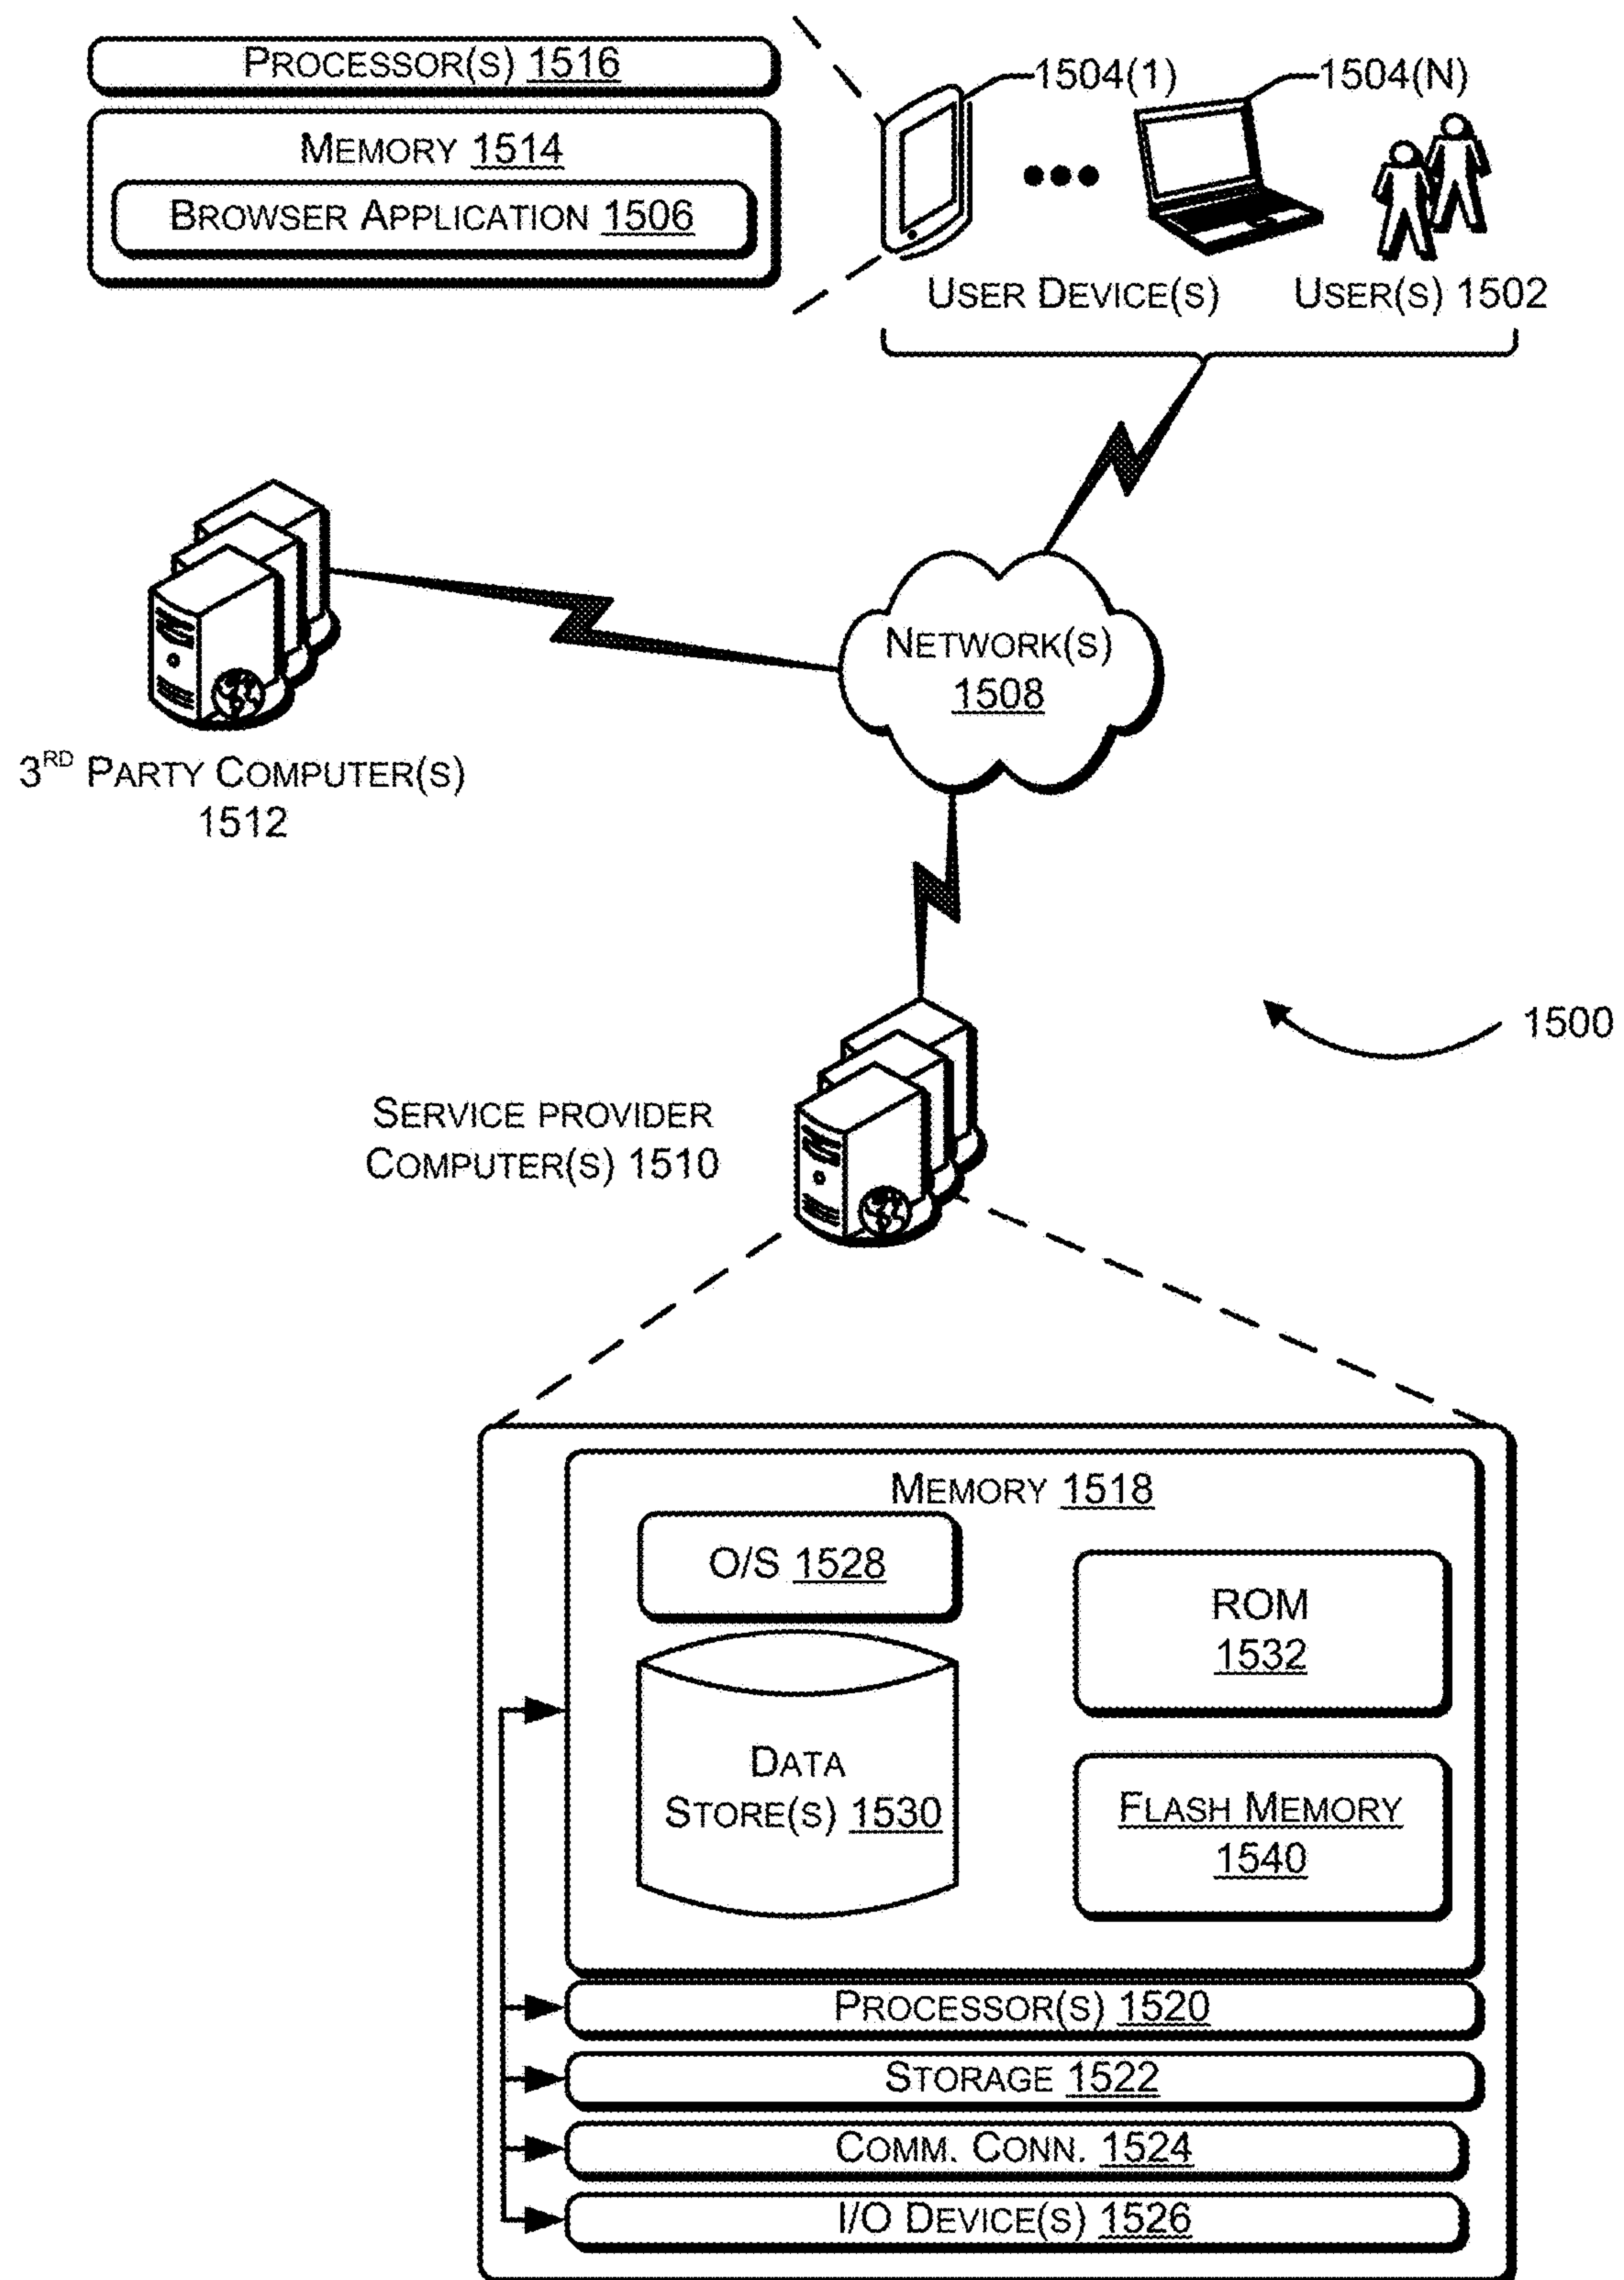 PROCESSOR(S) 1516
MEMORY 1514
BROWSER APPLICATION 1506
1504(1)
1504(N)
USER DEVICE(S)
USER(S) 1502
NETWORK(S)
1508
3RD PARTY COMPUTER(S)
1512
1500
SERVICE PROVIDER
COMPUTER(S) 1510
MEMORY 1518
O/S 1528
ROM
1532
DATA
STORE(S) 1530
FLASH MEMORY
1540
PROCESSOR(S) 1520
STORAGE 1522
COMM. CONN. 1524
I/O DEVICE(S) 1526